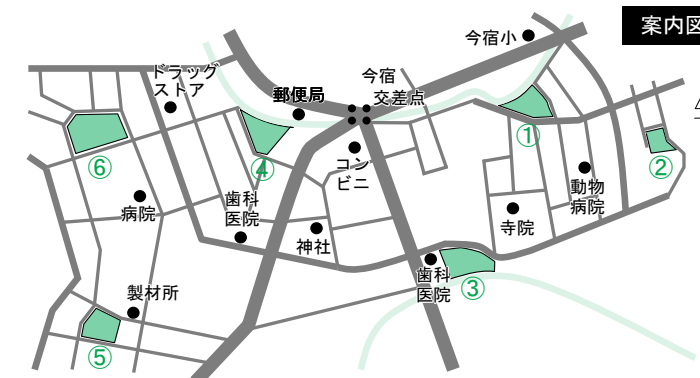 案内図
今宿小
ドラッグ
ストア
今宿
交差点
郵便局
①
②
④
⑥
コン
ビニ
動物
病院
病院
歯科
医院
寺院
神社
歯科
医院
③
製材所
⑤